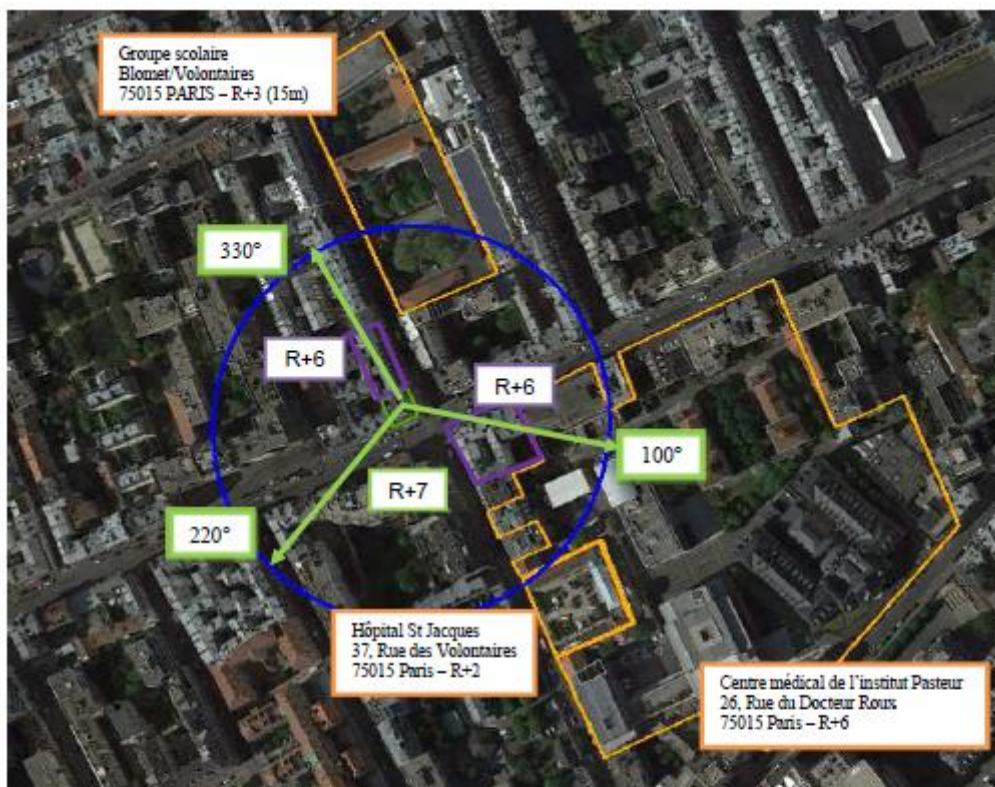 Groupe scolaire
Blomet/Volontaires
75015 PARIS – R+3 (15m)
330°
R+6
R+6
100°
R+7
220°
Hôpital St Jacques
37, Rue des Volontaires
75015 Paris – R+2
Centre médical de l'institut Pasteur
26, Rue du Docteur Roux
75015 Paris – R+6